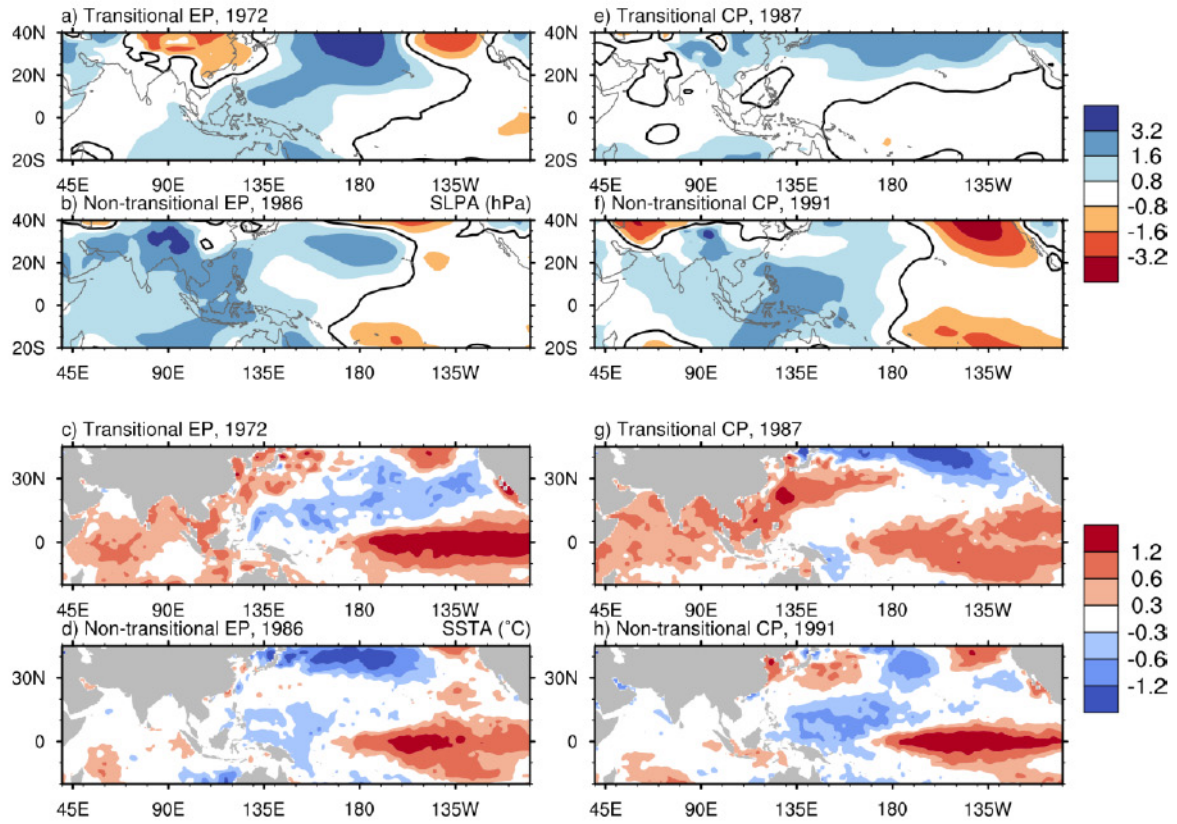 a) Transitional EP, 1972
40N
20N
0
20S
45E 90E 135E 180 135W
b) Non-transitional EP, 1986 SLPA (hPa)
40N
20N
0
20S
45E 90E 135E 180 135W
c) Transitional EP, 1972
30N
0
45E 90E 135E 180 135W
d) Non-transitional EP, 1986 SSTA (°C)
30N
0
45E 90E 135E 180 135W
e) Transitional CP, 1987
40N
20N
0
20S
45E 90E 135E 180 135W
f) Non-transitional CP, 1991
40N
20N
0
20S
45E 90E 135E 180 135W
3.2
1.6
0.8
-0.8
-1.6
-3.2
g) Transitional CP, 1987
30N
0
45E 90E 135E 180 135W
h) Non-transitional CP, 1991
30N
0
45E 90E 135E 180 135W
1.2
0.6
0.3
-0.3
-0.6
-1.2